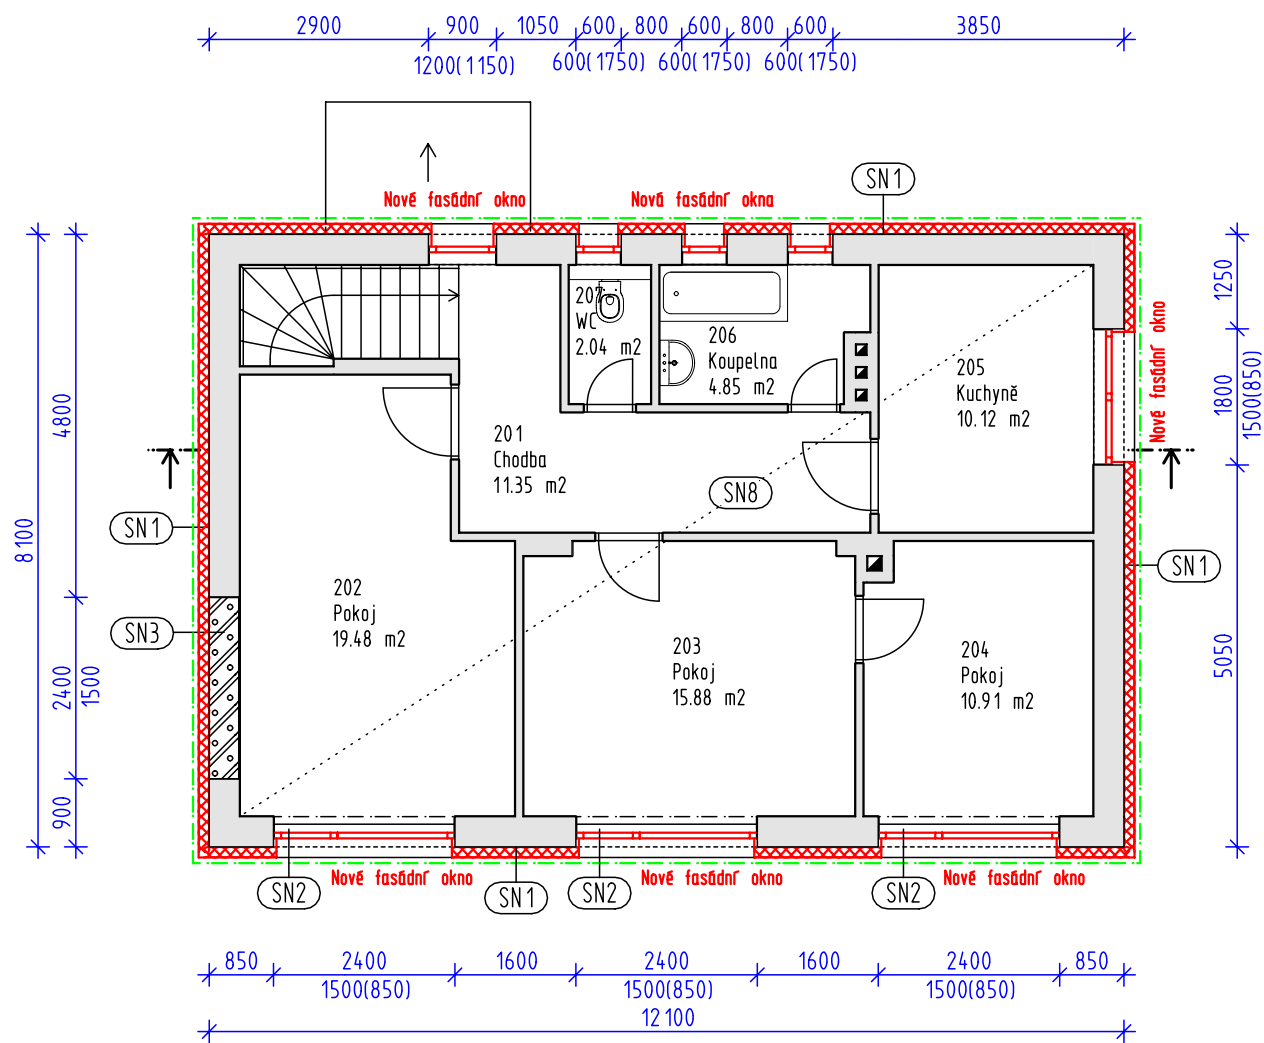 2900 900 1050 600 800 600 800 600 3850
1200(1150) 600(1750) 600(1750) 600(1750)
SN1
Nové fasádní okno Nová fasádní okna
207
WC
2.04 m2
206
Koupelna
4.85 m2
205
Kuchyně
10.12 m2
Nové fasádní okno
1250
1800
1500(850)
5050
4800
8100
2400
1500
900
201
Chodba
11.35 m2
SN8
SN1
SN3
SN1
202
Pokoj
19.48 m2
203
Pokoj
15.88 m2
204
Pokoj
10.91 m2
Nové fasádní okno Nové fasádní okno Nové fasádní okno
SN2 SN1 SN2 SN2
850 2400 1600 2400 1600 2400 850
1500(850) 1500(850) 1500(850)
12100